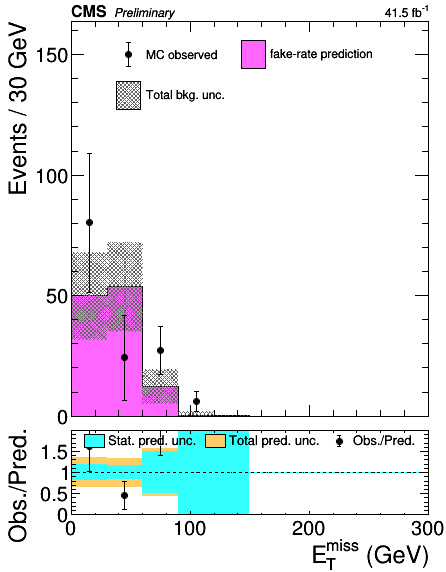 CMS Preliminary 41.5 fb⁻¹
MC observed fake-rate prediction
Total bkg. unc.
Events / 30 GeV
150
100
50
0
Stat. pred. unc. Total pred. unc. Obs./Pred.
Obs./Pred.
1.5
1
0.5
0
0 100 200 300
E_T^miss (GeV)